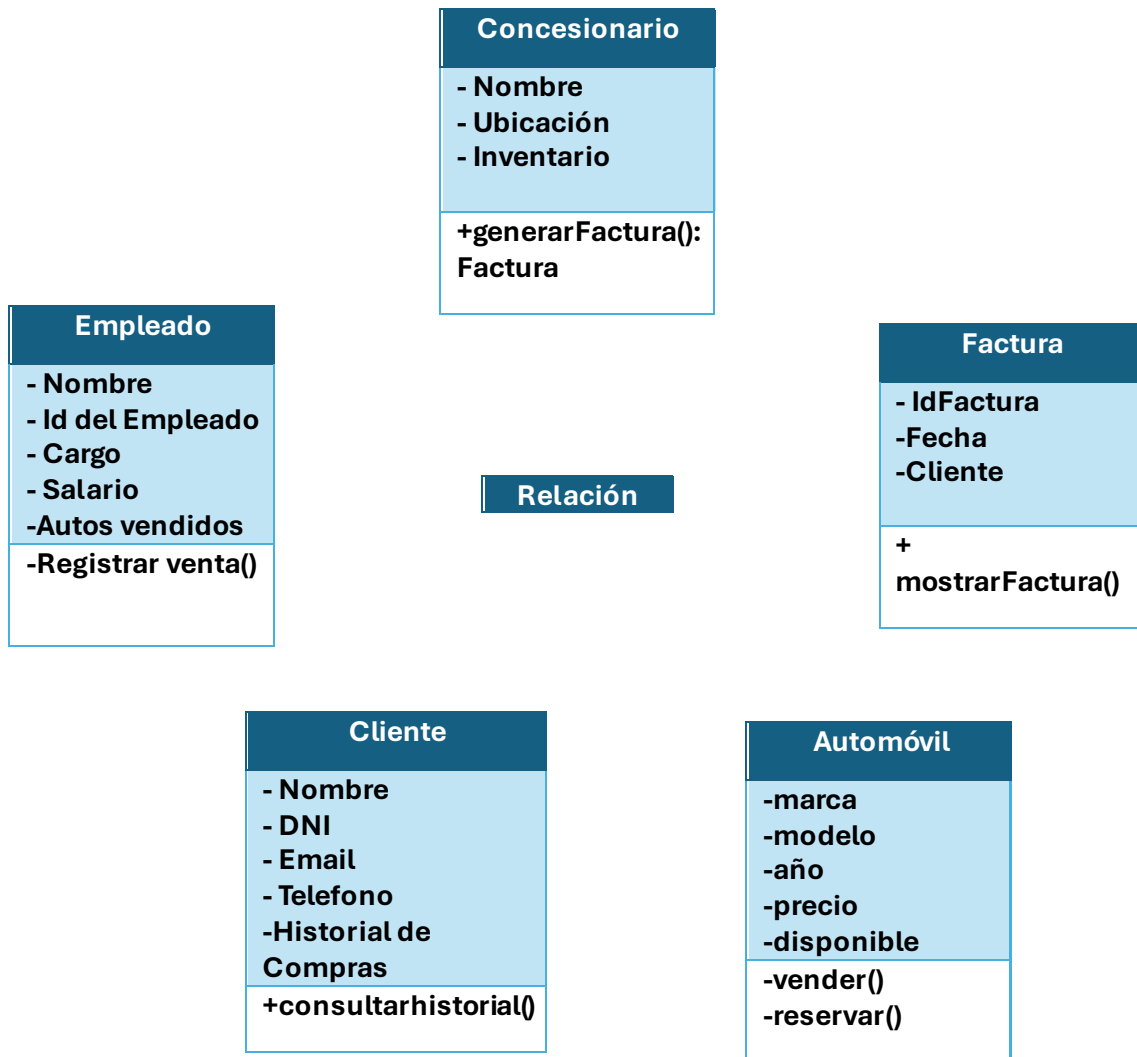 Concesionario
- Nombre
- Ubicación
- Inventario
+generarFactura():
Factura
Empleado
- Nombre
- Id del Empleado
- Cargo
- Salario
-Autos vendidos
-Registrar venta()
Relación
Factura
- IdFactura
-Fecha
-Cliente
+
mostrarFactura()
Cliente
- Nombre
- DNI
- Email
- Telefono
-Historial de
Compras
+consultarhistorial()
Automóvil
-marca
-modelo
-año
-precio
-disponible
-vender()
-reservar()